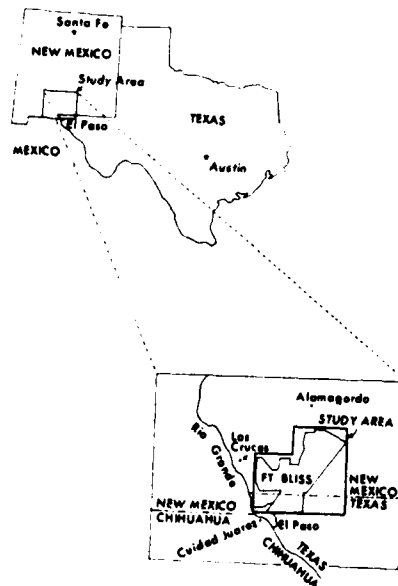 Santa Fe
NEW MEXICO
Study Area
El Paso
TEXAS
MEXICO
Austin
Alamagordo
STUDY AREA
Rio Grande
Las
Cruces
FT BLISS
NEW
MEXICO
TEXAS
NEW MEXICO
CHIHUAHUA
El Paso
Cuidad Juarez
TEXAS
CHIHUAHUA